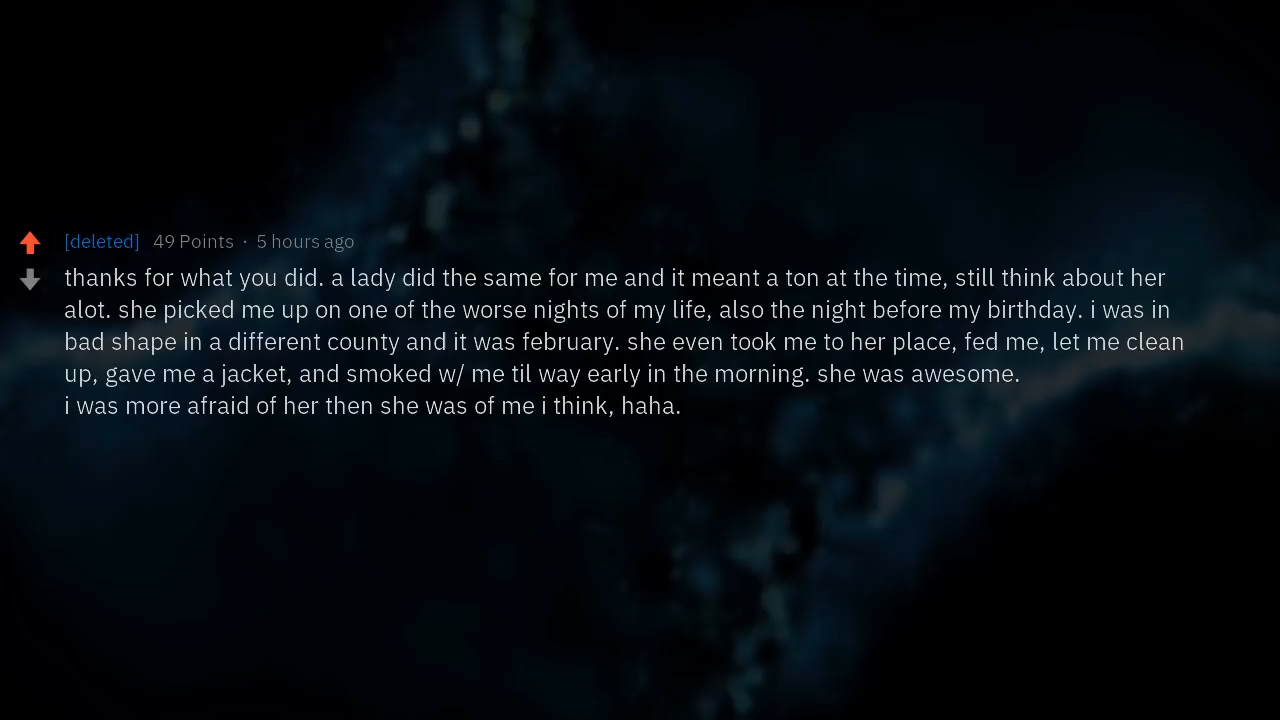 [deleted] 49 Points · 5 hours ago
thanks for what you did. a lady did the same for me and it meant a ton at the time, still think about her
alot. she picked me up on one of the worse nights of my life, also the night before my birthday. i was in
bad shape in a different county and it was february. she even took me to her place, fed me, let me clean
up, gave me a jacket, and smoked w/ me til way early in the morning. she was awesome.
i was more afraid of her then she was of me i think, haha.